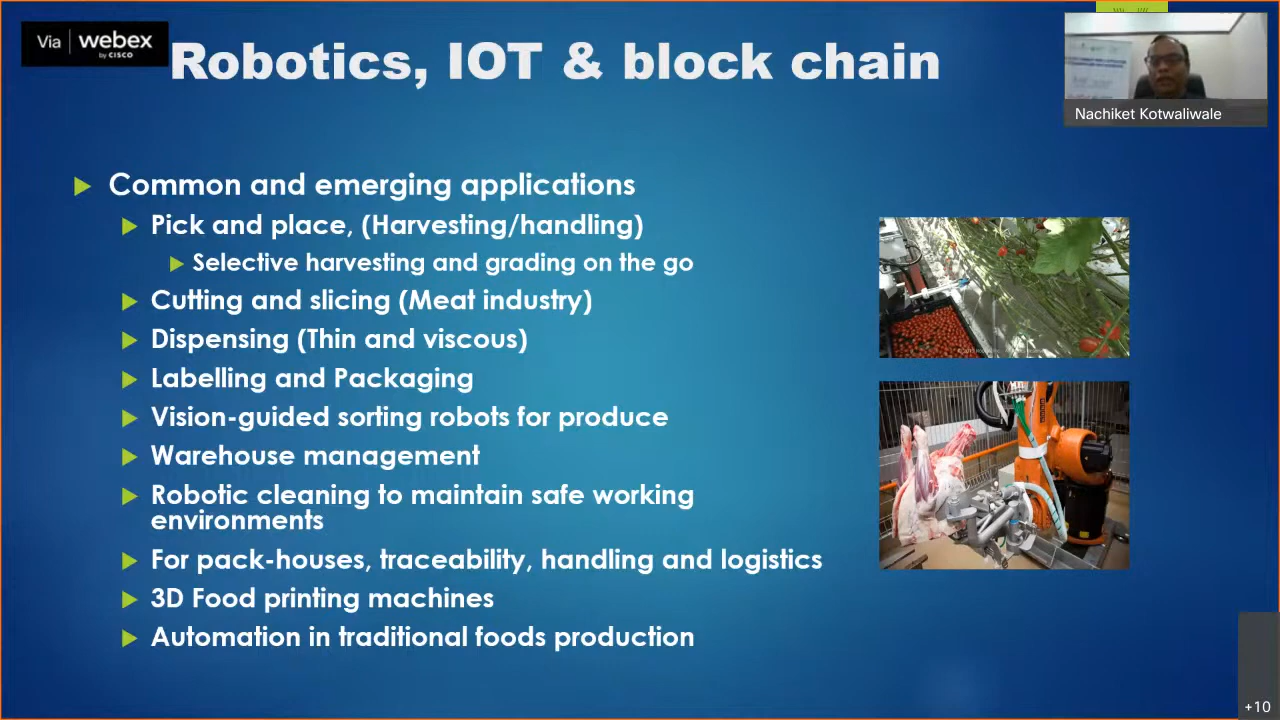 Via webex
by CISCO
Robotics, IOT & block chain
Nachiket Kotwaliwale
Common and emerging applications
Pick and place, (Harvesting/handling)
Selective harvesting and grading on the go
Cutting and slicing (Meat industry)
Dispensing (Thin and viscous)
Labelling and Packaging
Vision-guided sorting robots for produce
Warehouse management
Robotic cleaning to maintain safe working
environments
For pack-houses, traceability, handling and logistics
3D Food printing machines
Automation in traditional foods production
+10